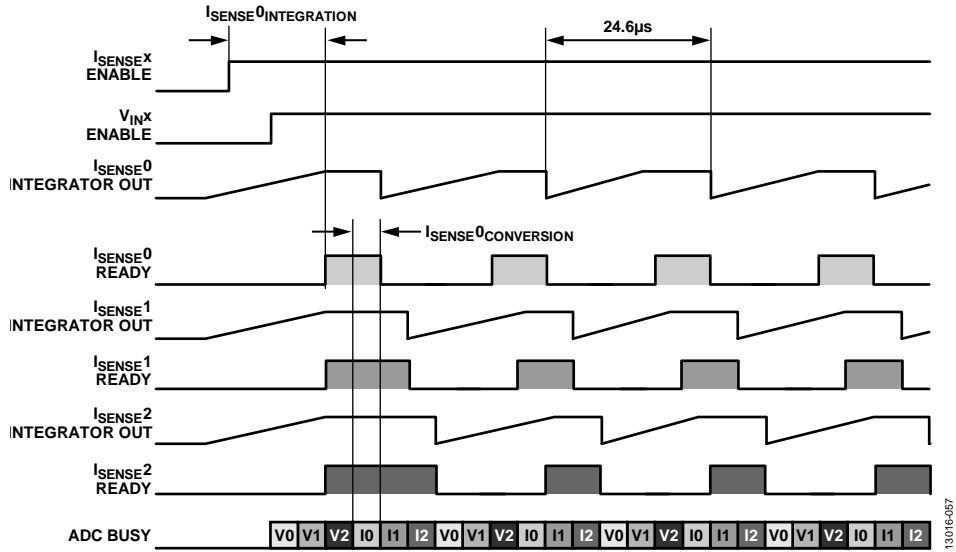 ISENSE0INTEGRATION
24.6µs
ISENSEx
ENABLE
VINx
ENABLE
ISENSE0
INTEGRATOR OUT
ISENSE0CONVERSION
ISENSE0
READY
ISENSE1
INTEGRATOR OUT
ISENSE1
READY
ISENSE2
INTEGRATOR OUT
ISENSE2
READY
ADC BUSY V0 V1 V2 I0 I1 I2 V0 V1 V2 I0 I1 I2 V0 V1 V2 I0 I1 I2 V0 V1 V2 I0 I1 I2
13016-057